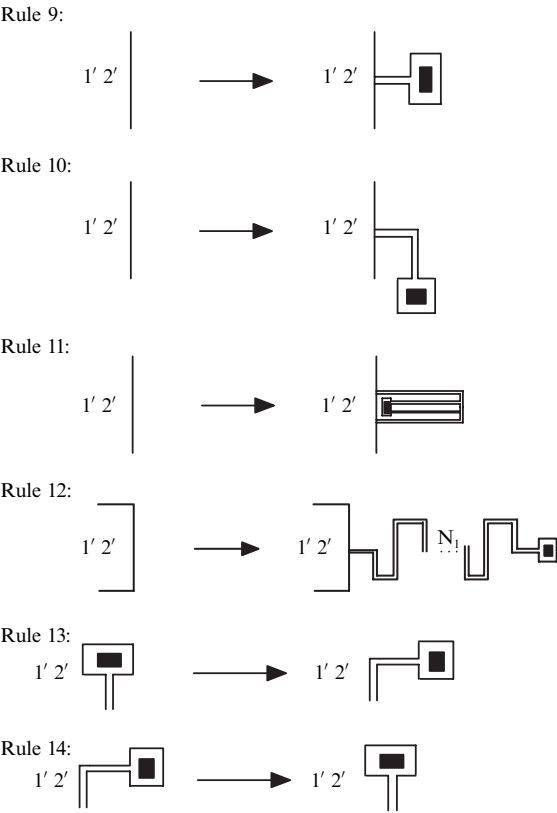 Rule 9:
1′ 2′ 1′ 2′
Rule 10:
1′ 2′ 1′ 2′
Rule 11:
1′ 2′ 1′ 2′
Rule 12:
1′ 2′ 1′ 2′ N₁
Rule 13:
1′ 2′ 1′ 2′
Rule 14:
1′ 2′ 1′ 2′